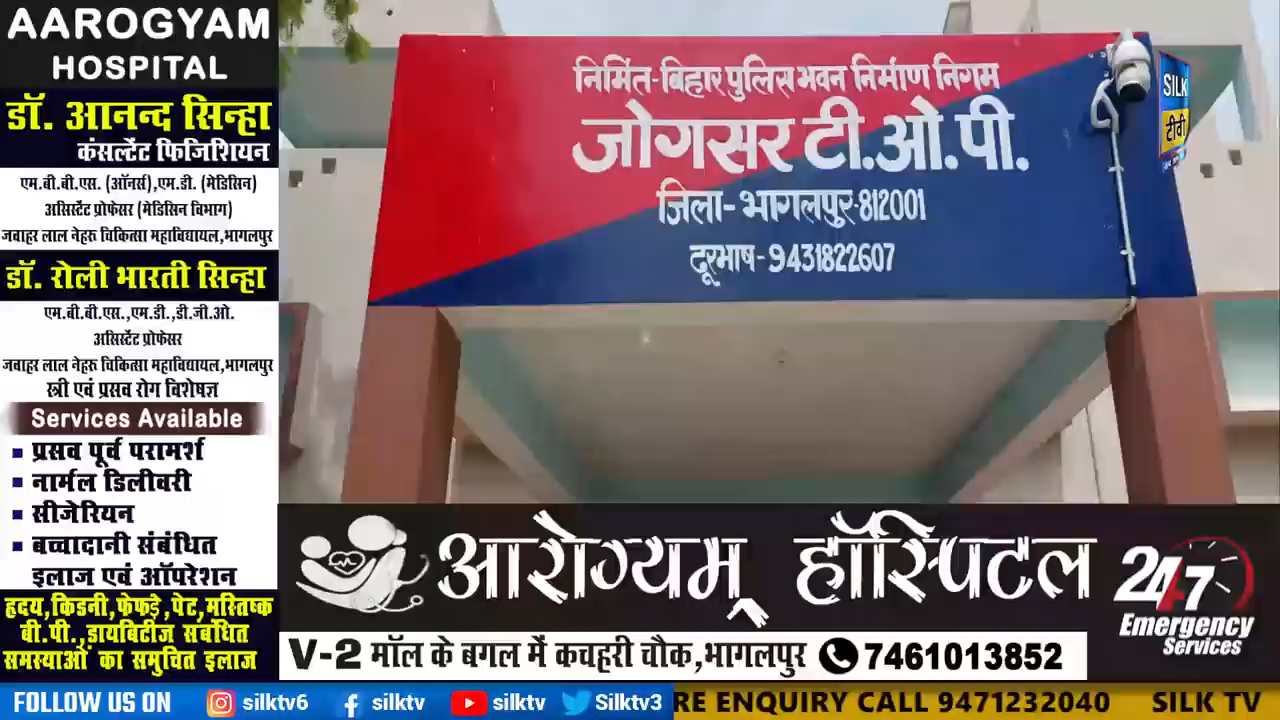 AAROGYAM
HOSPITAL
डॉ. आनन्द सिन्हा
कंसल्टेंट फिजिशियन
एम.बी.बी.एस. (ऑनर्स),एम.डी. (मेडिसिन)
असिस्टेंट प्रोफेसर (मेडिसिन विभाग)
जवाहर लाल नेहरु चिकित्सा महाविद्यायल,भागलपुर
डॉ. रोली भारती सिन्हा
एम.बी.बी.एस.,एम.डी.,डी.जी.ओ.
असिस्टेंट प्रोफेसर
जवाहर लाल नेहरु चिकित्सा महाविद्यायल,भागलपुर
स्त्री एवं प्रसव रोग विशेषज्ञ
Services Available
प्रसव पूर्व परामर्श
नार्मल डिलीवरी
सीजेरियन
बच्चादानी संबंधित
इलाज एवं ऑपरेशन
हृदय,किडनी,फेफड़े,पेट,मस्तिष्क
बी.पी.,डायबिटीज संबंधित
समस्याओं का समुचित इलाज
निर्मित-बिहार पुलिस भवन निर्माण निगम
जोगसर टी.ओ.पी.
जिला-भागलपुर-812001
दूरभाष-9431822607
SILK
टीवी
आरोग्यम् हॉस्पिटल
24*7
Emergency
Services
V-2 मॉल के बगल में कचहरी चौक,भागलपुर 7461013852
FOLLOW US ON silktv6 silktv silktv Silktv3 RE ENQUIRY CALL 9471232040 SILK TV